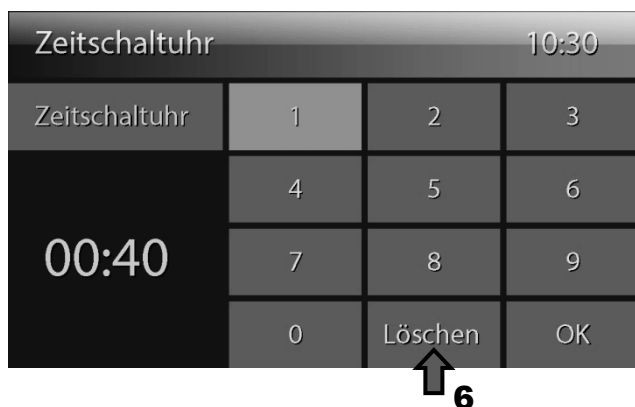 Zeitschaltuhr 10:30
Zeitschaltuhr 1 2 3
4 5 6
00:40 7 8 9
0 Löschen OK
6